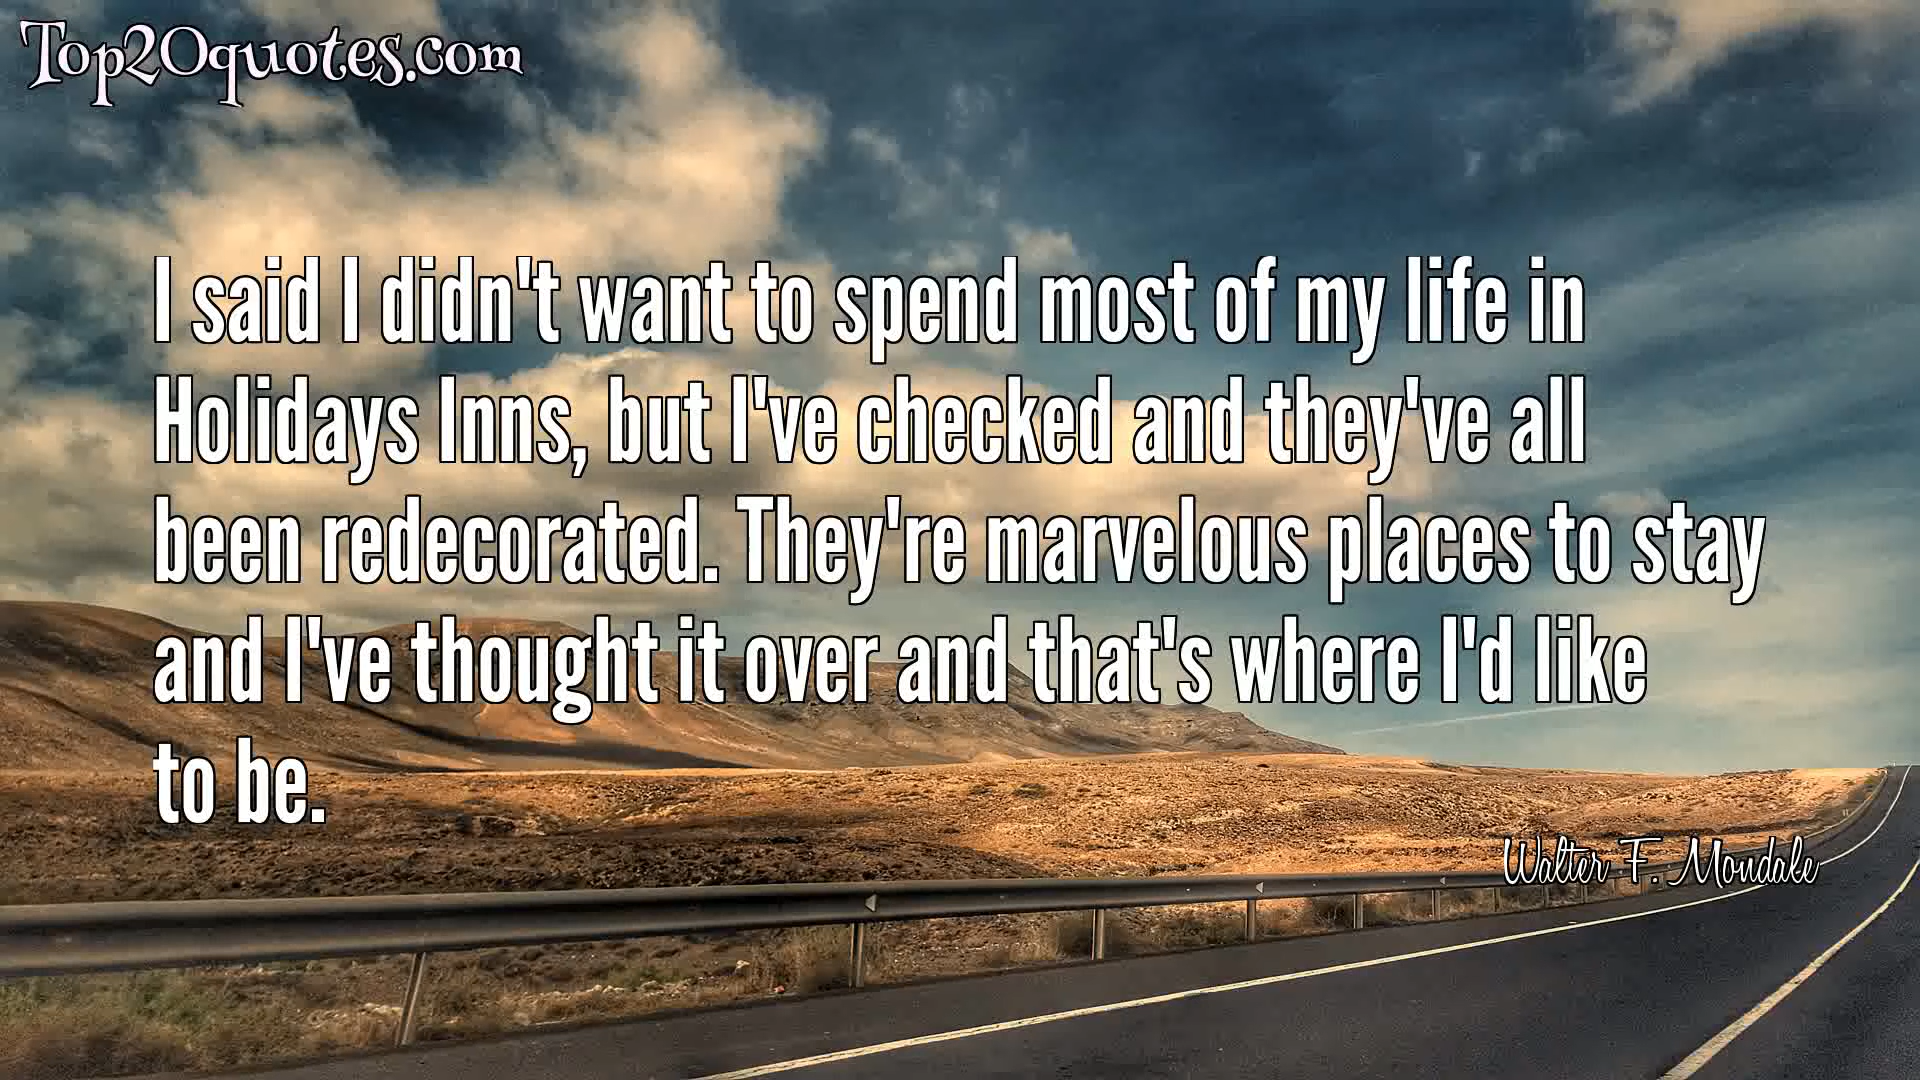 Top20quotes.com
I said I didn't want to spend most of my life in
Holidays Inns, but I've checked and they've all
been redecorated. They're marvelous places to stay
and I've thought it over and that's where I'd like
to be.
Walter F. Mondale